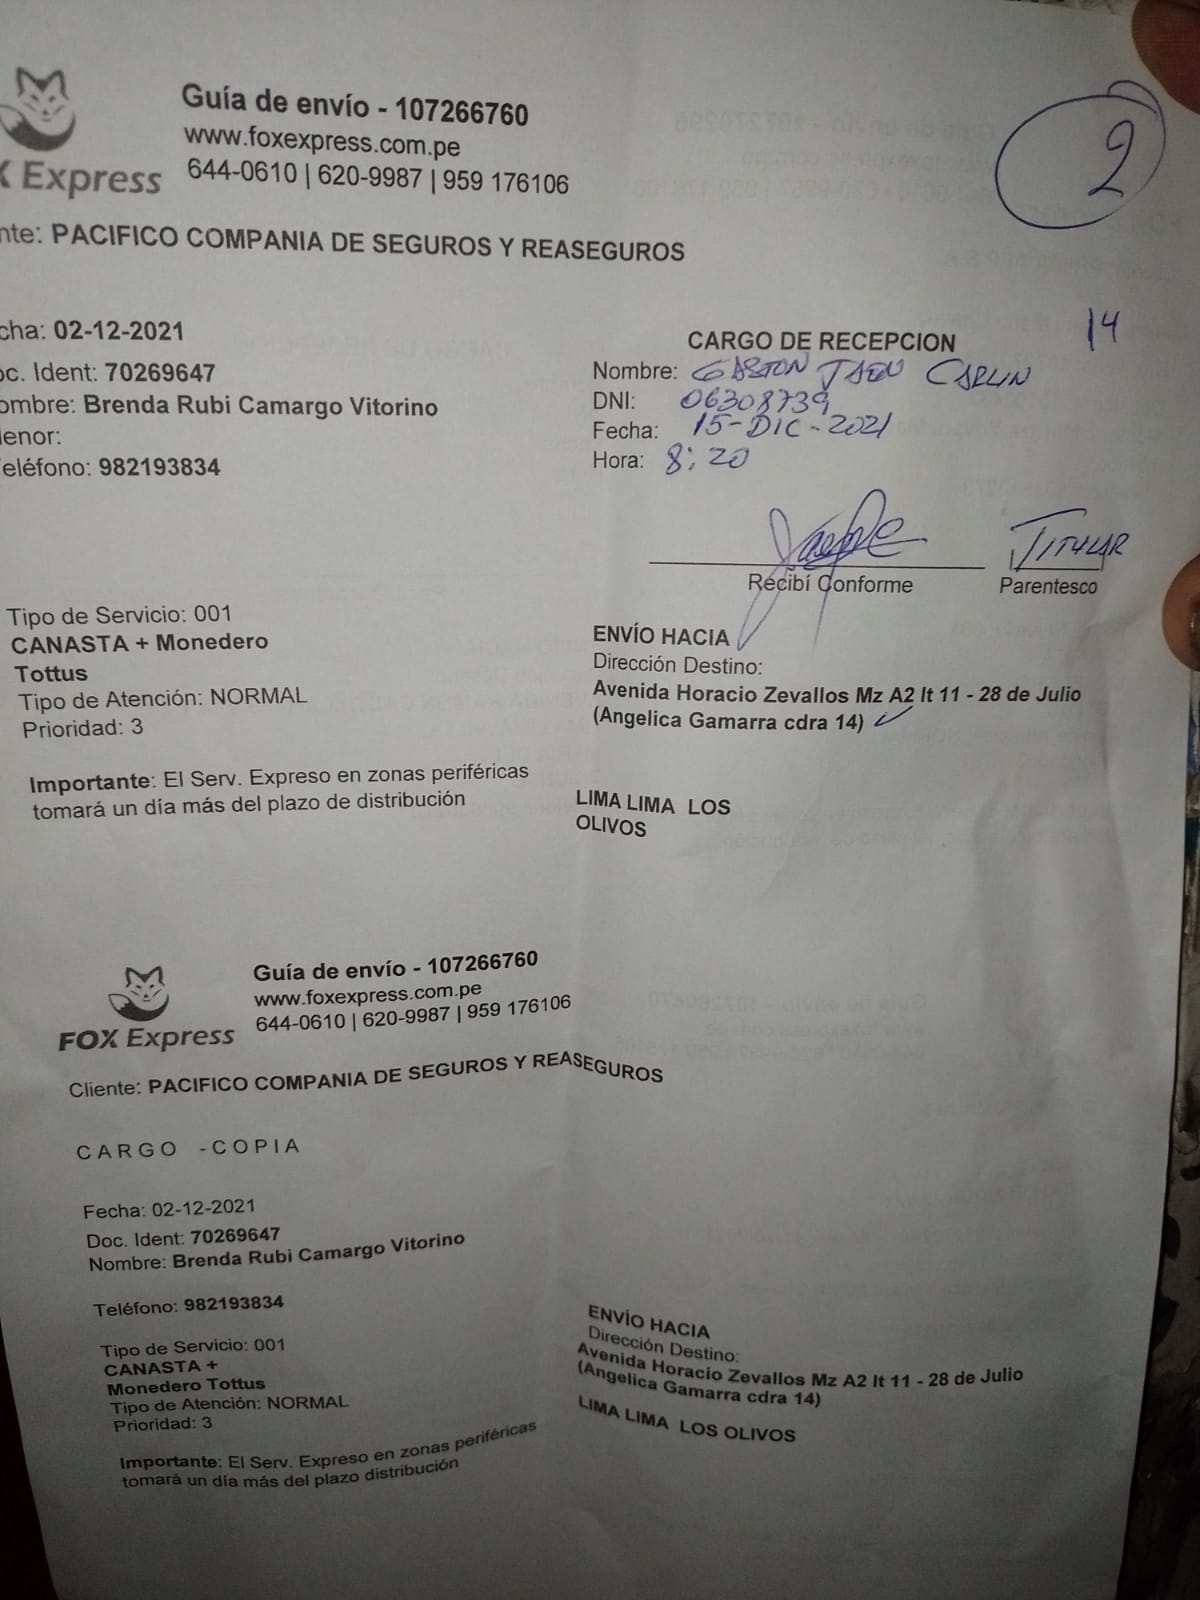 Guía de envío - 107266760
www.foxexpress.com.pe
X Express
644-0610 | 620-9987 | 959 176106
2
nte: PACIFICO COMPANIA DE SEGUROS Y REASEGUROS
14
cha: 02-12-2021
oc. Ident: 70269647
ombre: Brenda Rubi Camargo Vitorino
enor:
eléfono: 982193834
CARGO DE RECEPCION
Nombre: GASTON JAEN CARLIN
DNI: 06308739
Fecha: 15-DIC-2021
Hora: 8:20
TITULAR
Recibí Conforme
Parentesco
Tipo de Servicio: 001
CANASTA + Monedero
Tottus
Tipo de Atención: NORMAL
Prioridad: 3
ENVÍO HACIA
Dirección Destino:
Avenida Horacio Zevallos Mz A2 lt 11 - 28 de Julio
(Angelica Gamarra cdra 14)
Importante: El Serv. Expreso en zonas periféricas
tomará un día más del plazo de distribución
LIMA LIMA LOS
OLIVOS
Guía de envío - 107266760
www.foxexpress.com.pe
FOX Express
644-0610 | 620-9987 | 959 176106
Cliente: PACIFICO COMPANIA DE SEGUROS Y REASEGUROS
CARGO - COPIA
Fecha: 02-12-2021
Doc. Ident: 70269647
Nombre: Brenda Rubi Camargo Vitorino
Teléfono: 982193834
Tipo de Servicio: 001
CANASTA +
Monedero Tottus
Tipo de Atención: NORMAL
Prioridad: 3
ENVÍO HACIA
Dirección Destino:
Avenida Horacio Zevallos Mz A2 lt 11 - 28 de Julio
(Angelica Gamarra cdra 14)
LIMA LIMA LOS OLIVOS
Importante: El Serv. Expreso en zonas periféricas
tomará un día más del plazo distribución